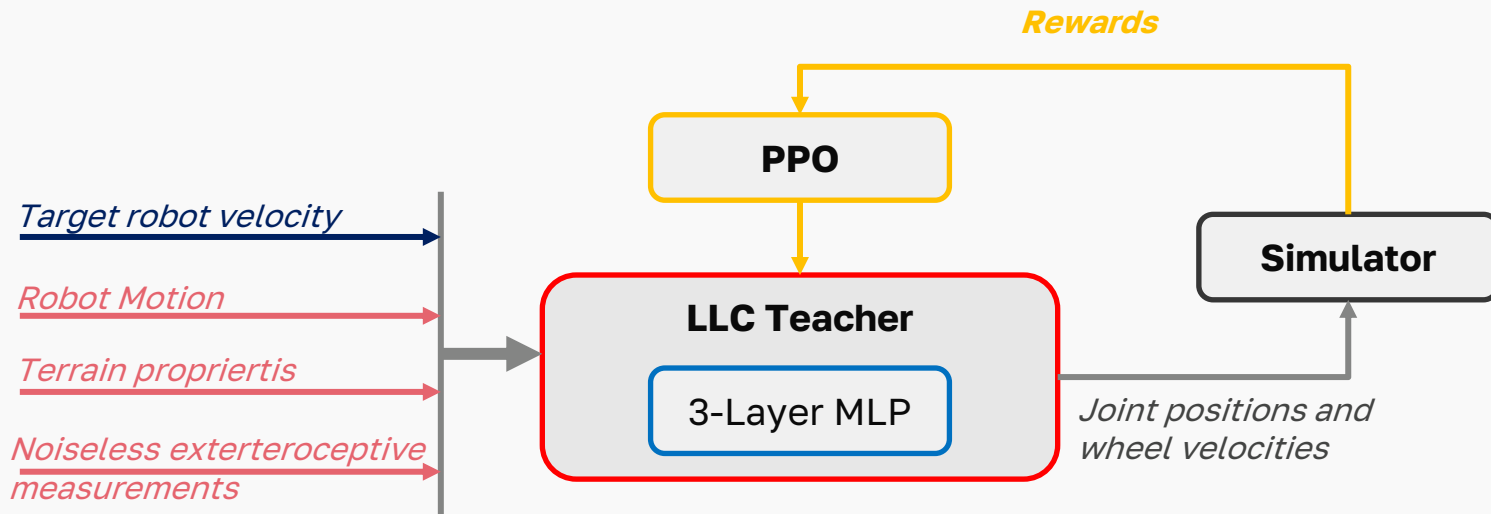 Rewards
PPO
Target robot velocity
Simulator
Robot Motion
LLC Teacher
Terrain propriertis
3-Layer MLP
Joint positions and
wheel velocities
Noiseless exterteroceptive
measurements